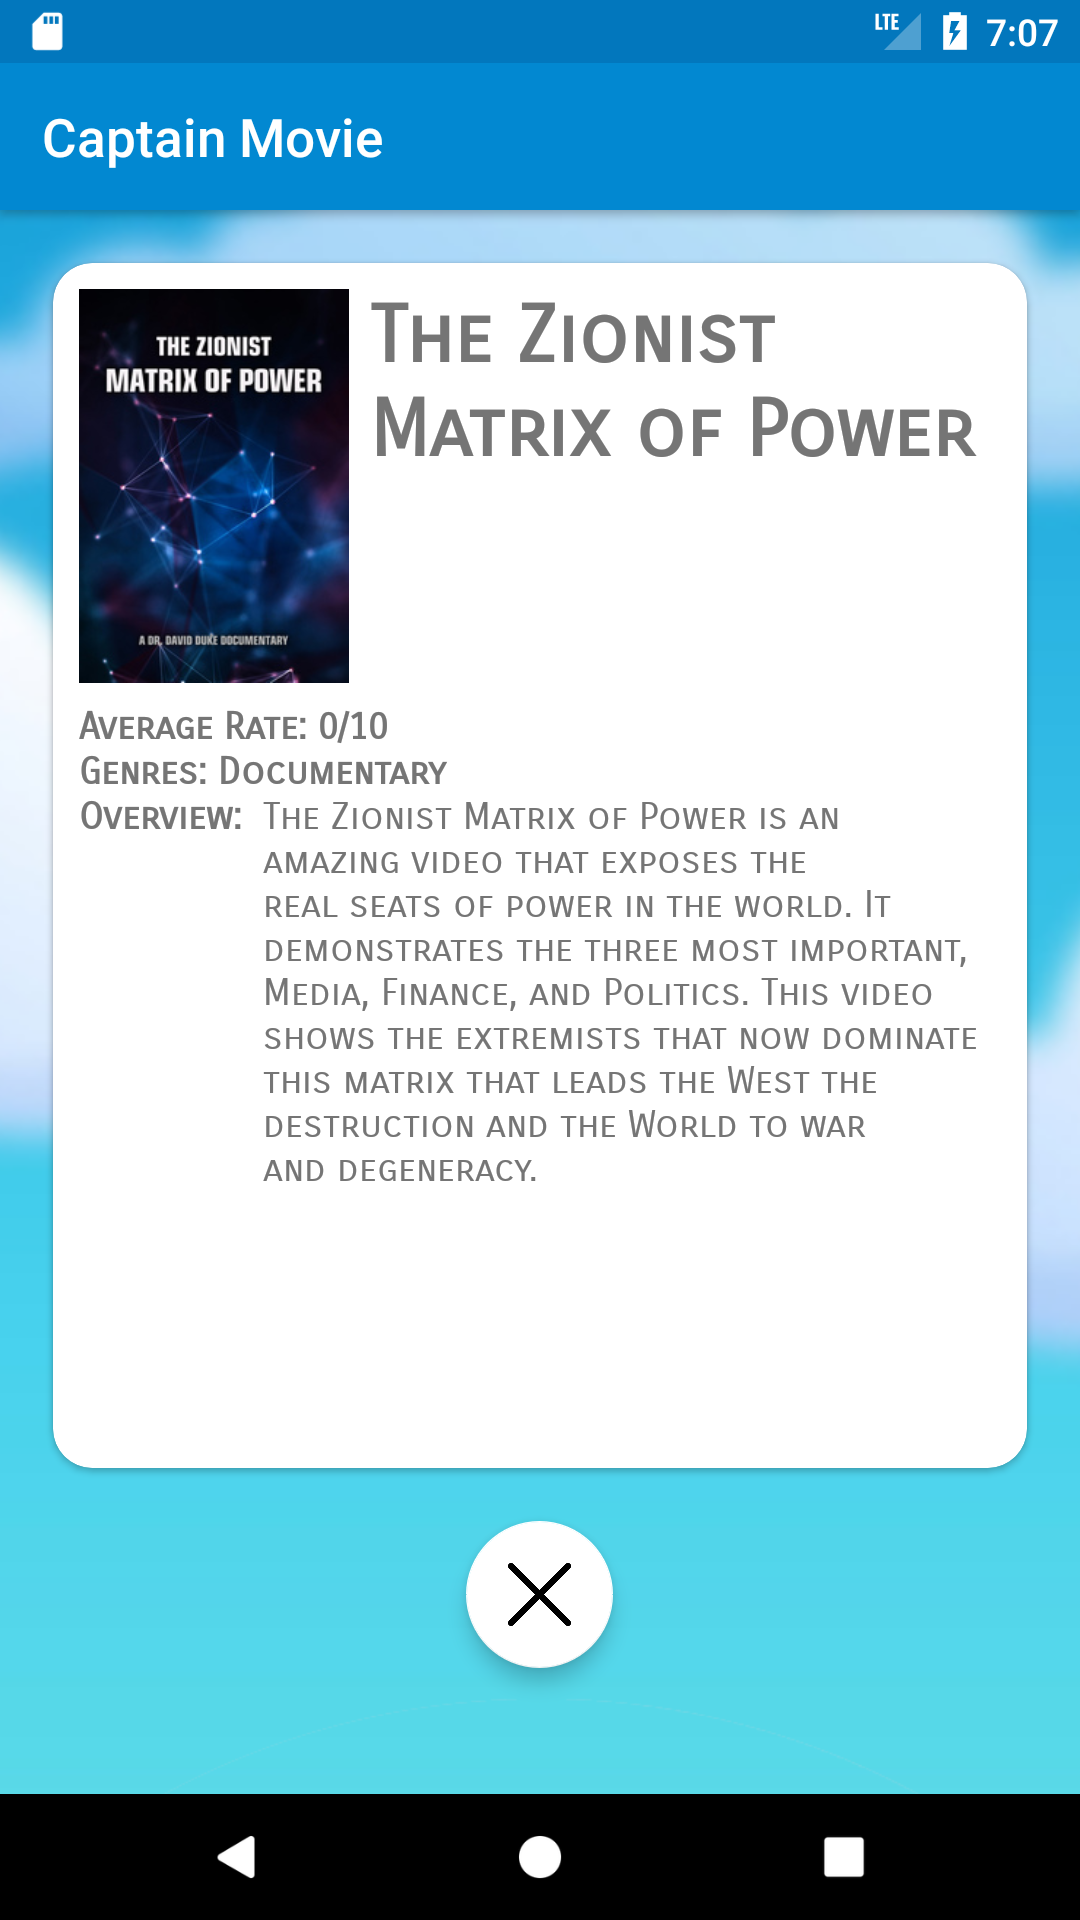 LTE 7:07
Captain Movie
THE ZIONIST
MATRIX OF POWER
A DR. DAVID DUKE DOCUMENTARY
The Zionist
Matrix of Power
Average Rate: 0/10
Genres: Documentary
Overview: The Zionist Matrix of Power is an
amazing video that exposes the
real seats of power in the world. It
demonstrates the three most important,
Media, Finance, and Politics. This video
shows the extremists that now dominate
this matrix that leads the West the
destruction and the World to war
and degeneracy.